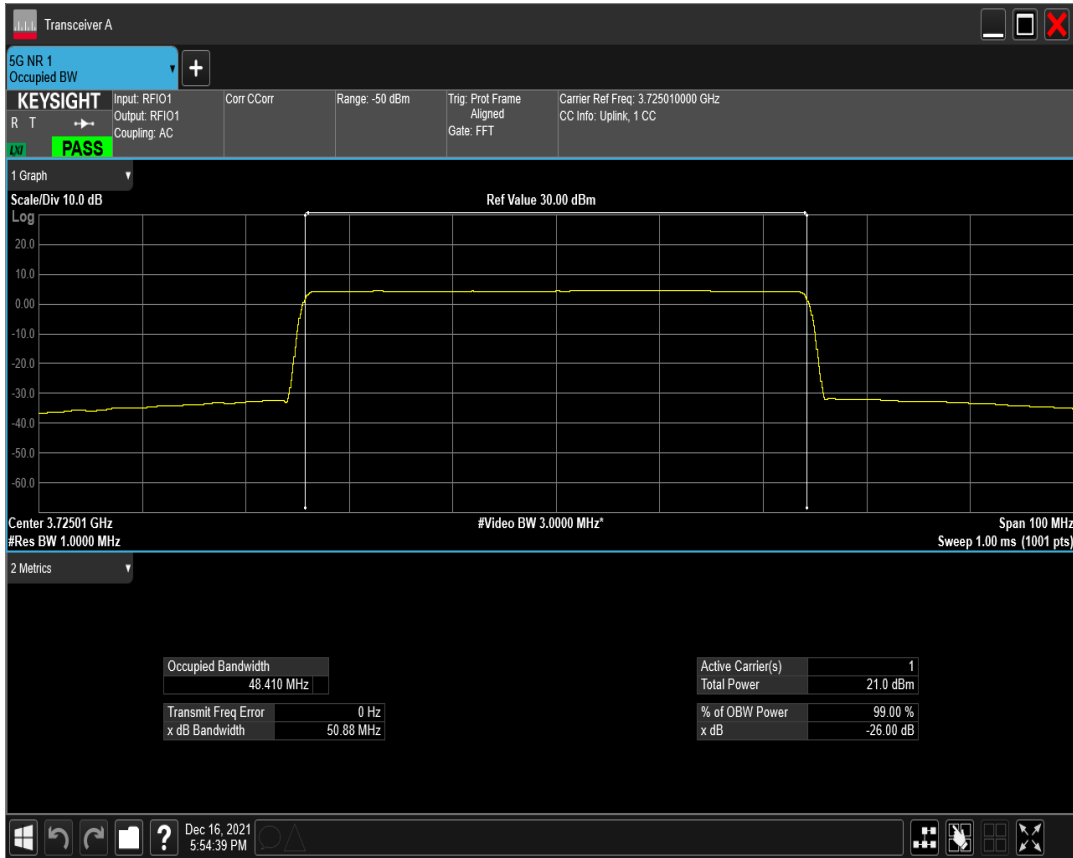 Transceiver A
5G NR 1
Occupied BW
KEYSIGHT
R T
LXI
PASS
Input: RFIO1
Output: RFIO1
Coupling: AC
Corr CCorr
Range: -50 dBm
Trig: Prot Frame
Aligned
Gate: FFT
Carrier Ref Freq: 3.725010000 GHz
CC Info: Uplink, 1 CC
1 Graph
Scale/Div 10.0 dB
Ref Value 30.00 dBm
Log
20.0
10.0
0.00
-10.0
-20.0
-30.0
-40.0
-50.0
-60.0
Center 3.72501 GHz
#Video BW 3.0000 MHz*
Span 100 MHz
#Res BW 1.0000 MHz
Sweep 1.00 ms (1001 pts)
2 Metrics
Occupied Bandwidth
48.410 MHz
Transmit Freq Error 0 Hz
x dB Bandwidth 50.88 MHz
Active Carrier(s) 1
Total Power 21.0 dBm
% of OBW Power 99.00 %
x dB -26.00 dB
?
Dec 16, 2021
5:54:39 PM